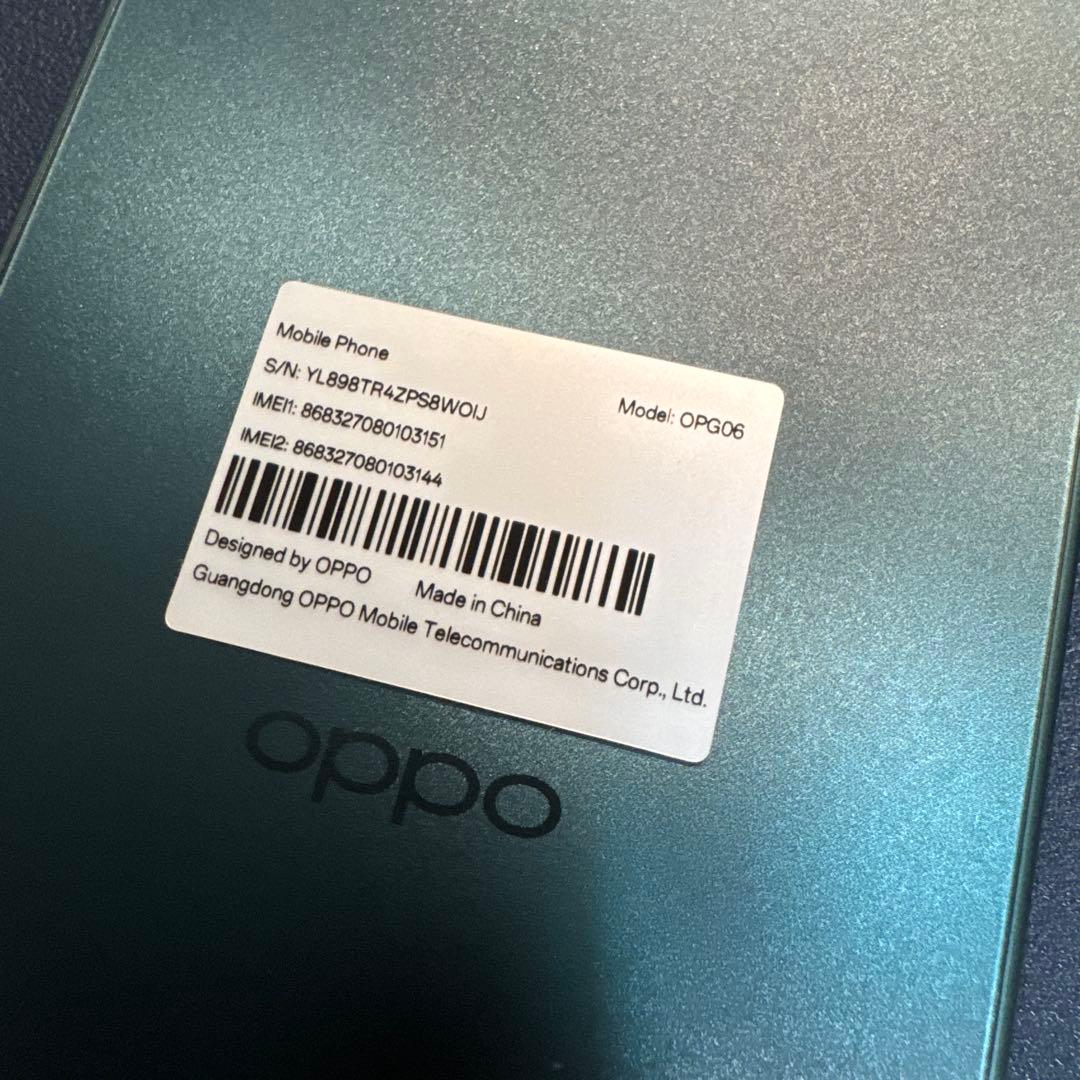 Mobile Phone
S/N: YL898TR4ZPS8WOIJ
Model: OPG06
IMEI1: 868327080103151
IMEI2: 868327080103144
Designed by OPPO Made in China
Guangdong OPPO Mobile Telecommunications Corp., Ltd.
oppo